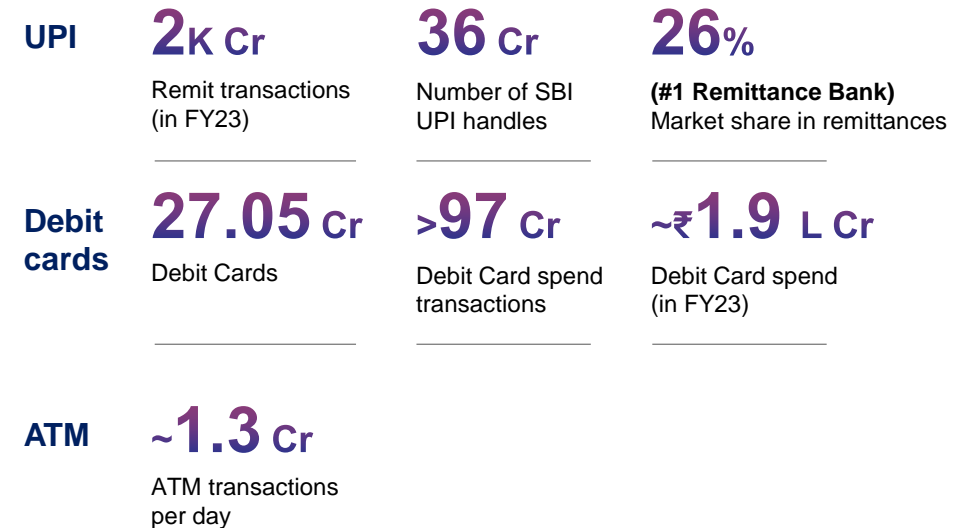 UPI
2K Cr
Remit transactions
(in FY23)
36 Cr
Number of SBI
UPI handles
26%
(#1 Remittance Bank)
Market share in remittances
Debit
cards
27.05 Cr
Debit Cards
>97 Cr
Debit Card spend
transactions
~₹1.9 L Cr
Debit Card spend
(in FY23)
ATM
~1.3 Cr
ATM transactions
per day